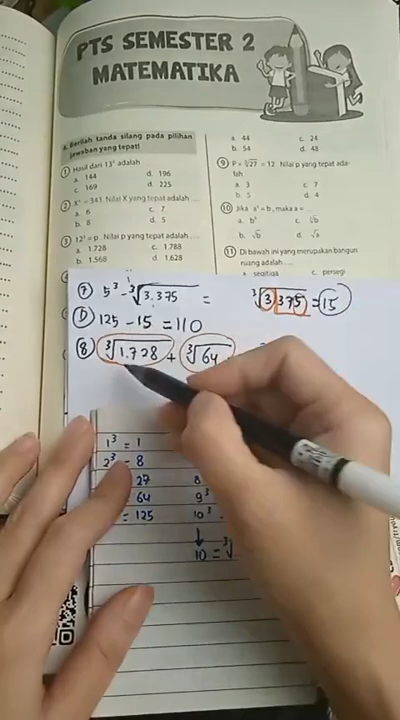 PTS SEMESTER 2
MATEMATIKA
A. Berilah tanda silang pada pilihan
jawaban yang tepat!
1 Hasil dari 13² adalah
a. 144
d. 196
c. 169
d. 225
2 X³ = 343. Nilai X yang tepat adalah ....
a. 6
c. 7
b. 8
d. 5
3 12³ = p. Nilai p yang tepat adalah ....
a. 1.728
c. 1.788
b. 1.568
d. 1.628
a. 44
c. 24
b. 54
d. 48
9 P + ∛27 = 12. Nilai p yang tepat ada-
lah
a. 3
c. 7
b. 5
d. 4
10 Jika a³ = b, maka a = ...
a. b³
c. ∛b
b. √b
d. √a
11 Di bawah ini yang merupakan bangun
ruang adalah ....
a. segitiga
c. persegi
7 5³ - ∛3.375 =
∛3 375 = 15
b 125 - 15 = 110
8 ∛1.728 + ∛64
1³ = 1
2³ = 8
27
64
= 125
8
9³
10³
↓
10 = ∛